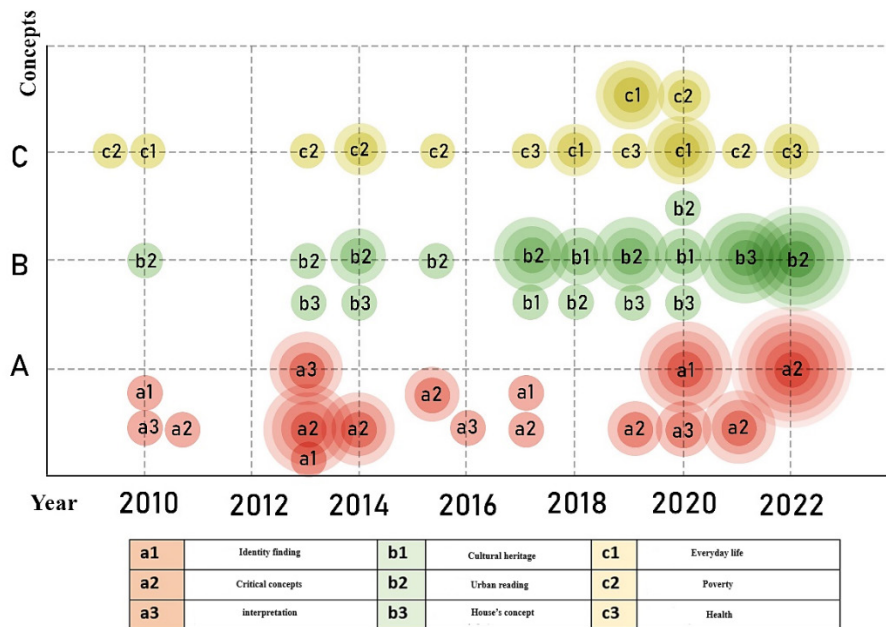 Concepts
c1 c2
C c2 c1 c2 c2 c2 c3 c1 c3 c1 c2 c3
b2
B b2 b2 b2 b2 b2 b1 b2 b1 b3 b2
b3 b3 b1 b2 b3 b3
A a3 a1 a2
a1 a2 a1
a3 a2 a2 a2 a3 a2 a2 a3 a2
a1
Year 2010 2012 2014 2016 2018 2020 2022
a1 Identity finding b1 Cultural heritage c1 Everyday life
a2 Critical concepts b2 Urban reading c2 Poverty
a3 interpretation b3 House's concept c3 Health